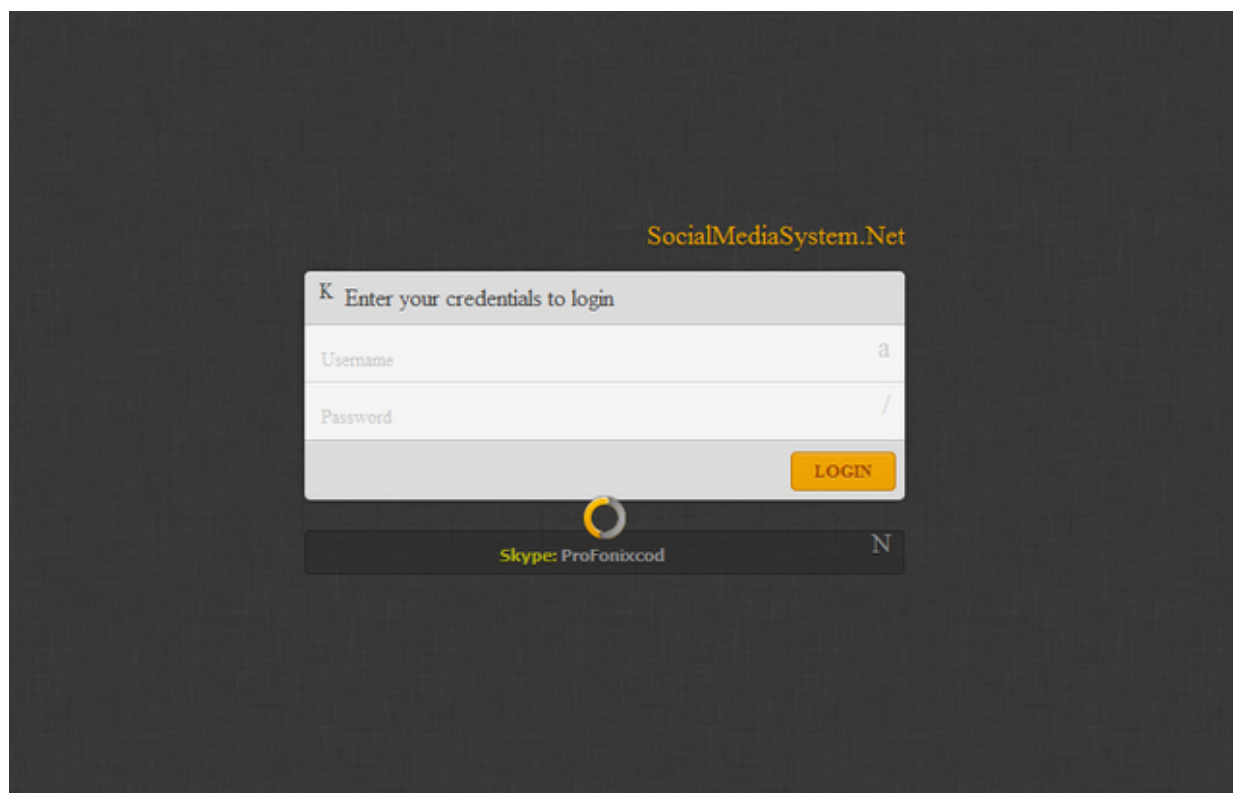 SocialMediaSystem.Net
K Enter your credentials to login
Username a
Password /
LOGIN
Skype: ProFonixcod N